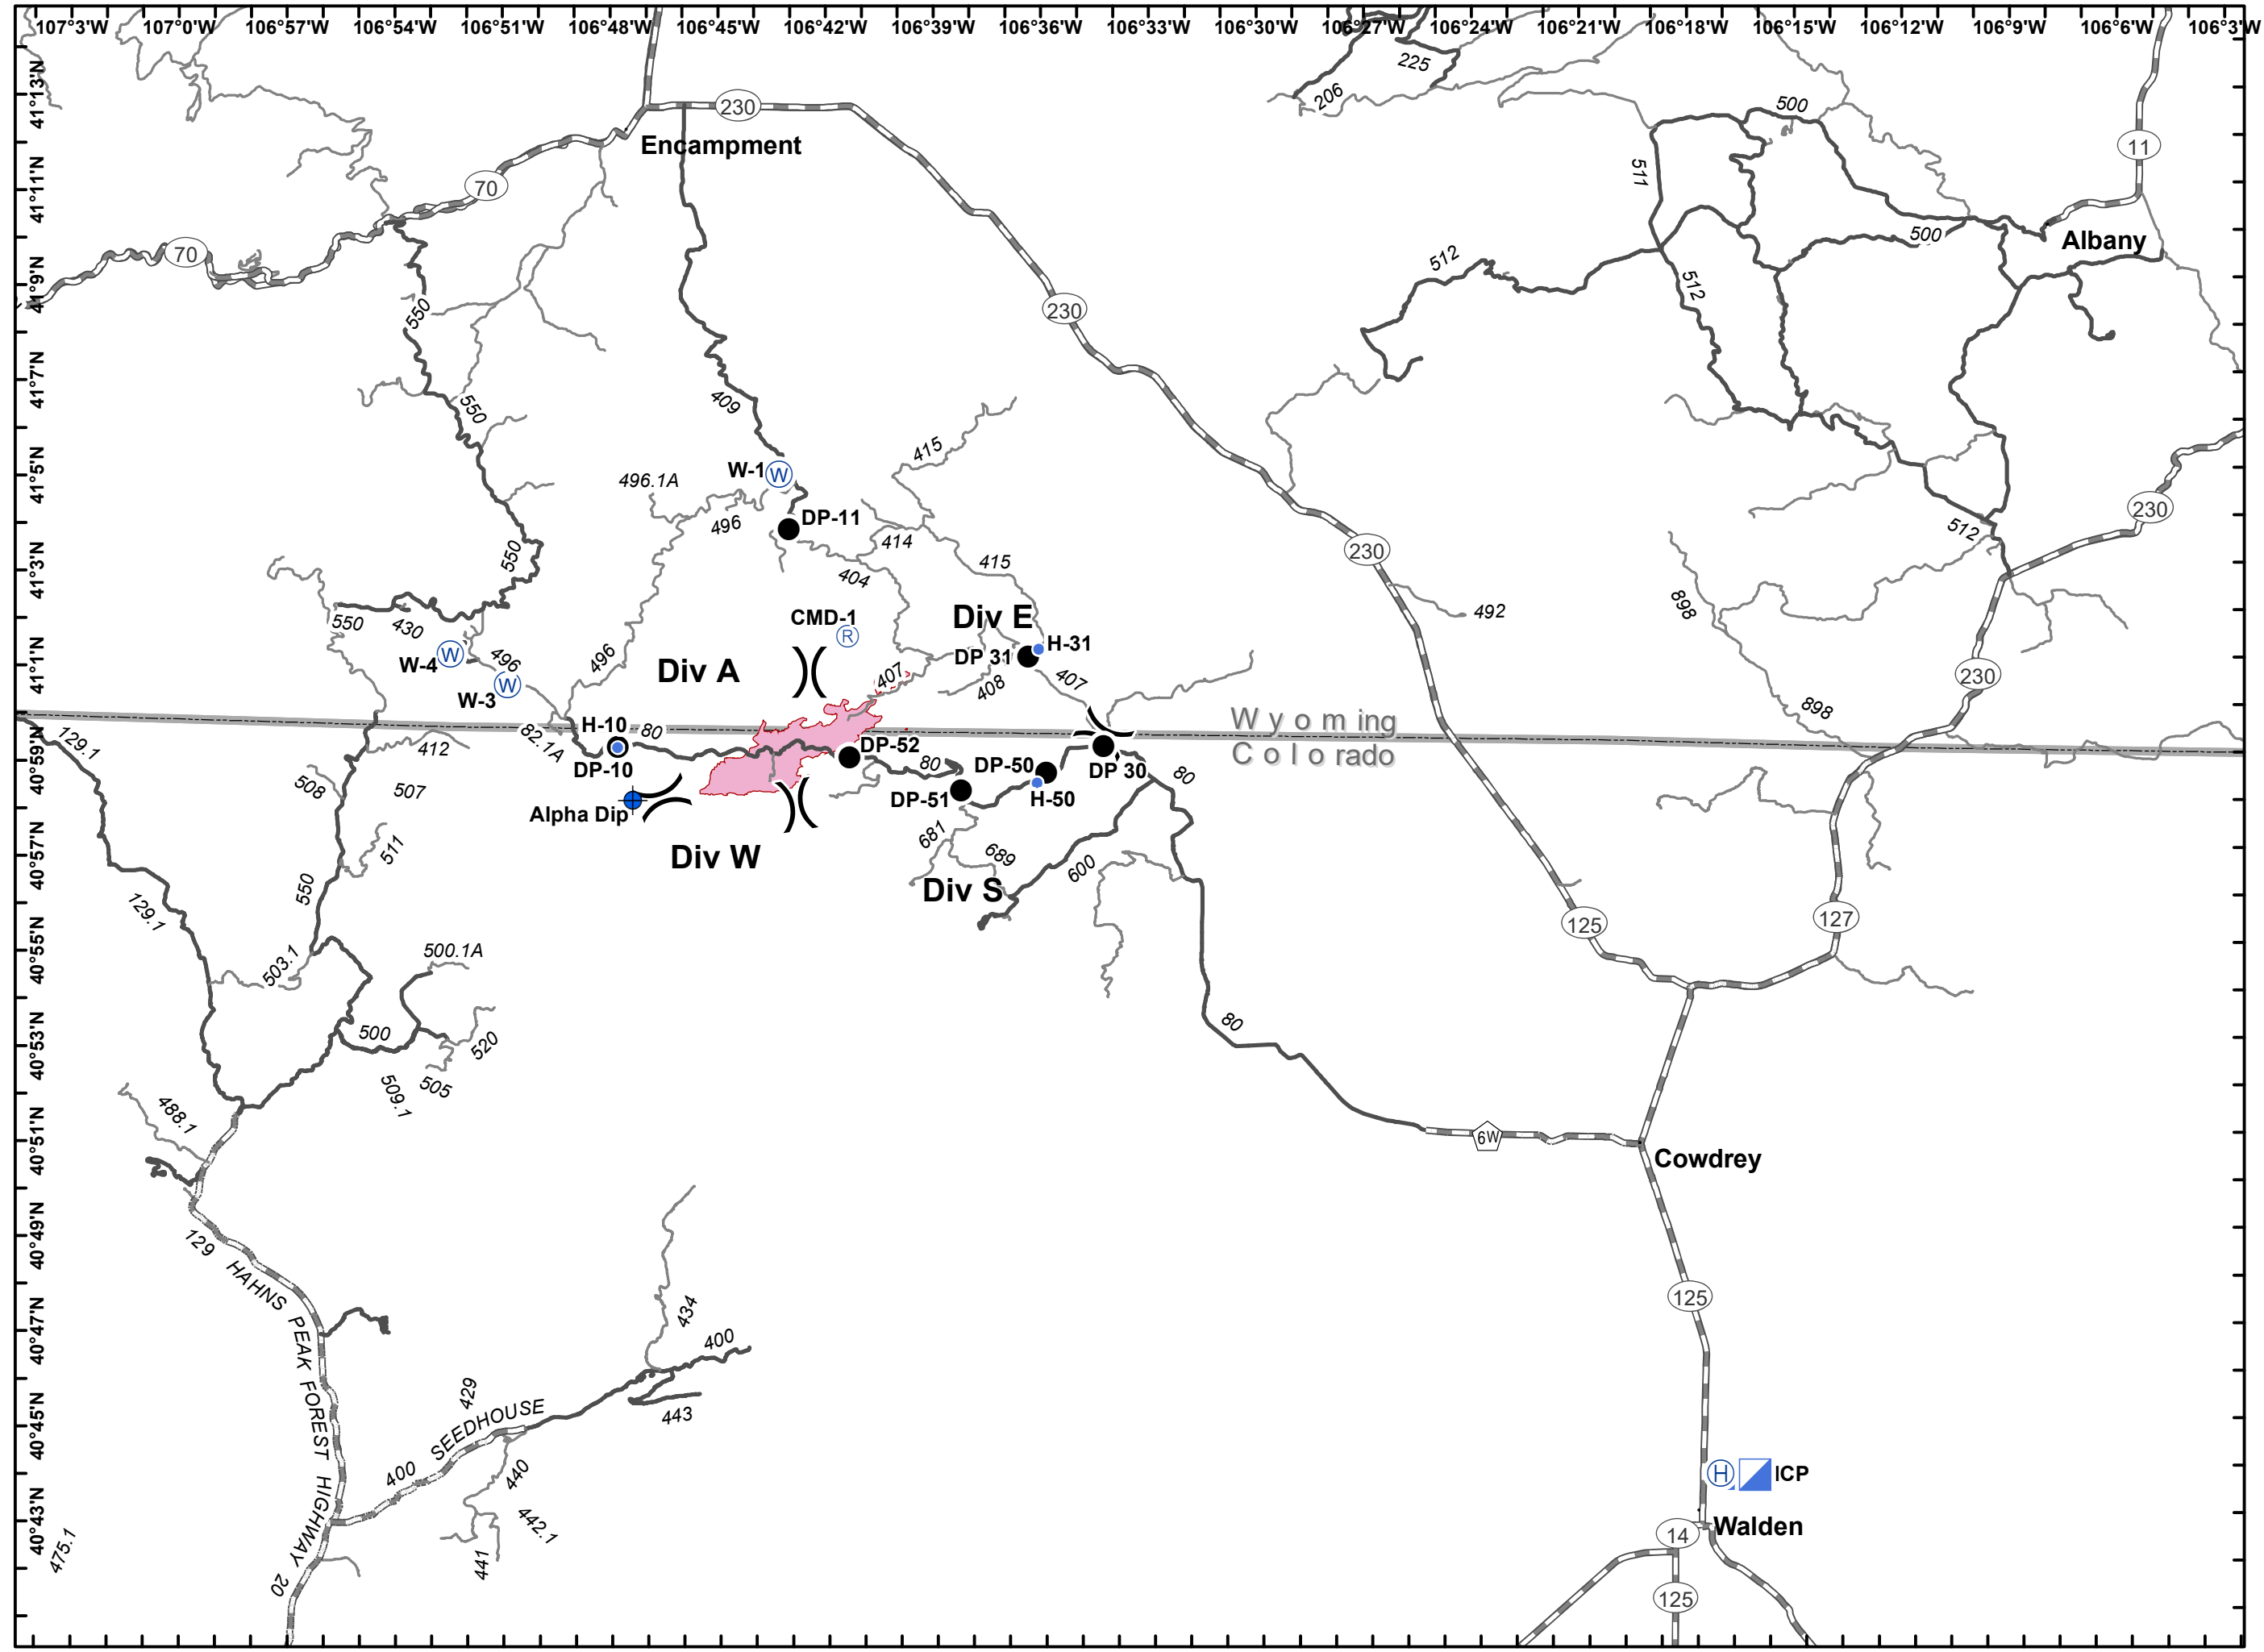 107°3'W 107°0'W 106°57'W 106°54'W 106°51'W 106°48'W 106°45'W 106°42'W 106°39'W 106°36'W 106°33'W 106°30'W 106°27'W 106°24'W 106°21'W 106°18'W 106°15'W 106°12'W 106°9'W 106°6'W 106°3'W
225
41°13'N
206
500
230
Encampment
11
511
70
41°11'N
500
Albany
70
512
41°9'N
512
550
230
41°7'N
409
550
415
W-1
W
41°5'N
496.1A
DP-11
496
230
512
414
550
230
415
41°3'N
404
898
492
CMD-1
R
Div E
550
430
H-31
W-4
W
496
496
DP 31
41°1'N
Div A
407
408
407
230
W-3
W
898
H-10
80
Wyoming
129.1
82.1A
412
DP-52
Colorado
40°59'N
DP-10
80
DP-50
DP 30
80
508
507
DP-51
H-50
Alpha Dip
681
511
689
40°57'N
Div W
600
550
Div S
129.1
125
127
500.1A
40°55'N
503.1
80
500
520
40°53'N
509.1
505
488.1
40°51'N
6W
Cowdrey
129
40°49'N
HAHNS PEAK FOREST HIGHWAY
125
434
40°47'N
400
429
SEEDHOUSE
443
40°45'N
400
440
H
ICP
40°43'N
442.1
14
Walden
475.1
441
20
125